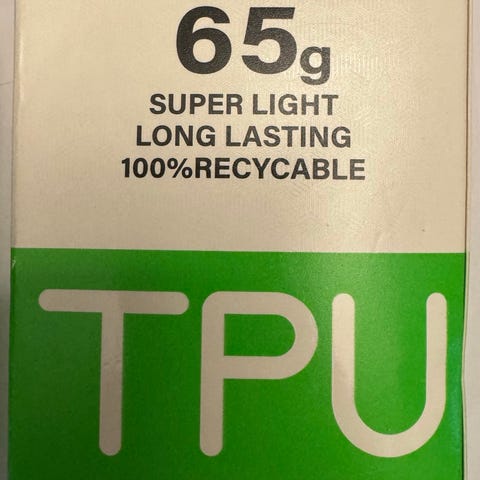 65g
SUPER LIGHT
LONG LASTING
100%RECYCABLE
TPU